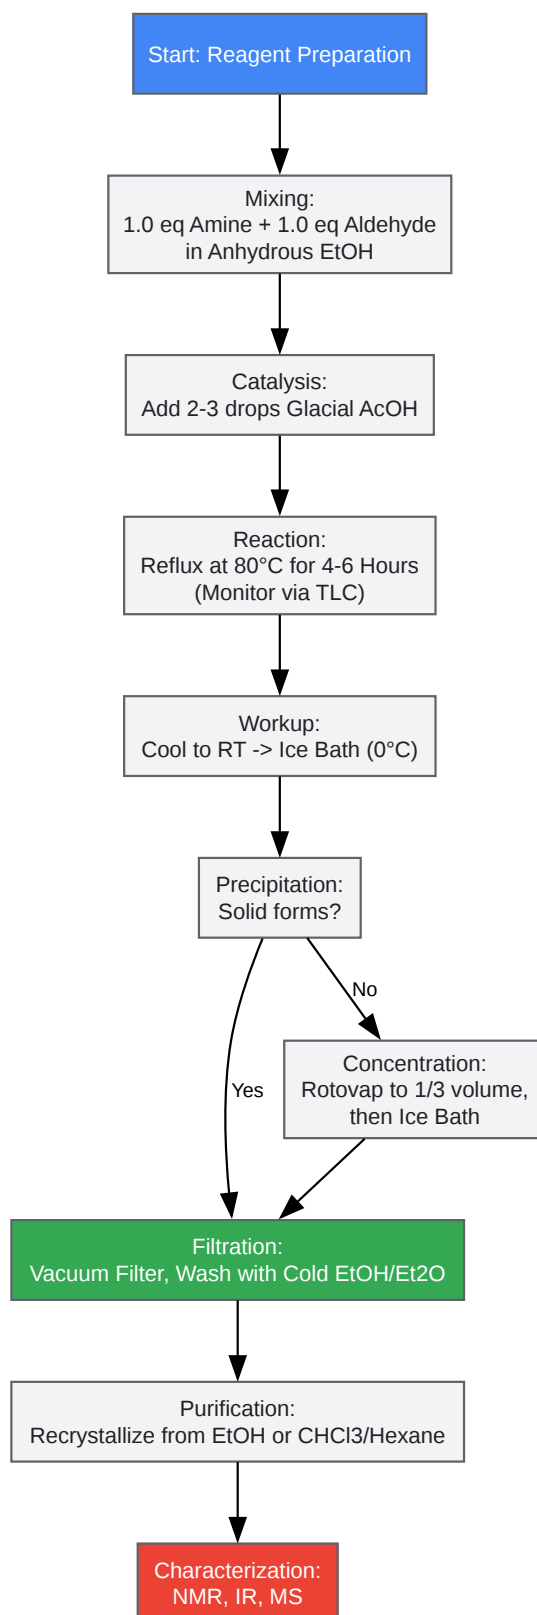 Start: Reagent Preparation
Mixing:
1.0 eq Amine + 1.0 eq Aldehyde
in Anhydrous EtOH
Catalysis:
Add 2-3 drops Glacial AcOH
Reaction:
Reflux at 80°C for 4-6 Hours
(Monitor via TLC)
Workup:
Cool to RT -> Ice Bath (0°C)
Precipitation:
Solid forms?
No
Concentration:
Rotovap to 1/3 volume,
then Ice Bath
Yes
Filtration:
Vacuum Filter, Wash with Cold EtOH/Et2O
Purification:
Recrystallize from EtOH or CHCl3/Hexane
Characterization:
NMR, IR, MS